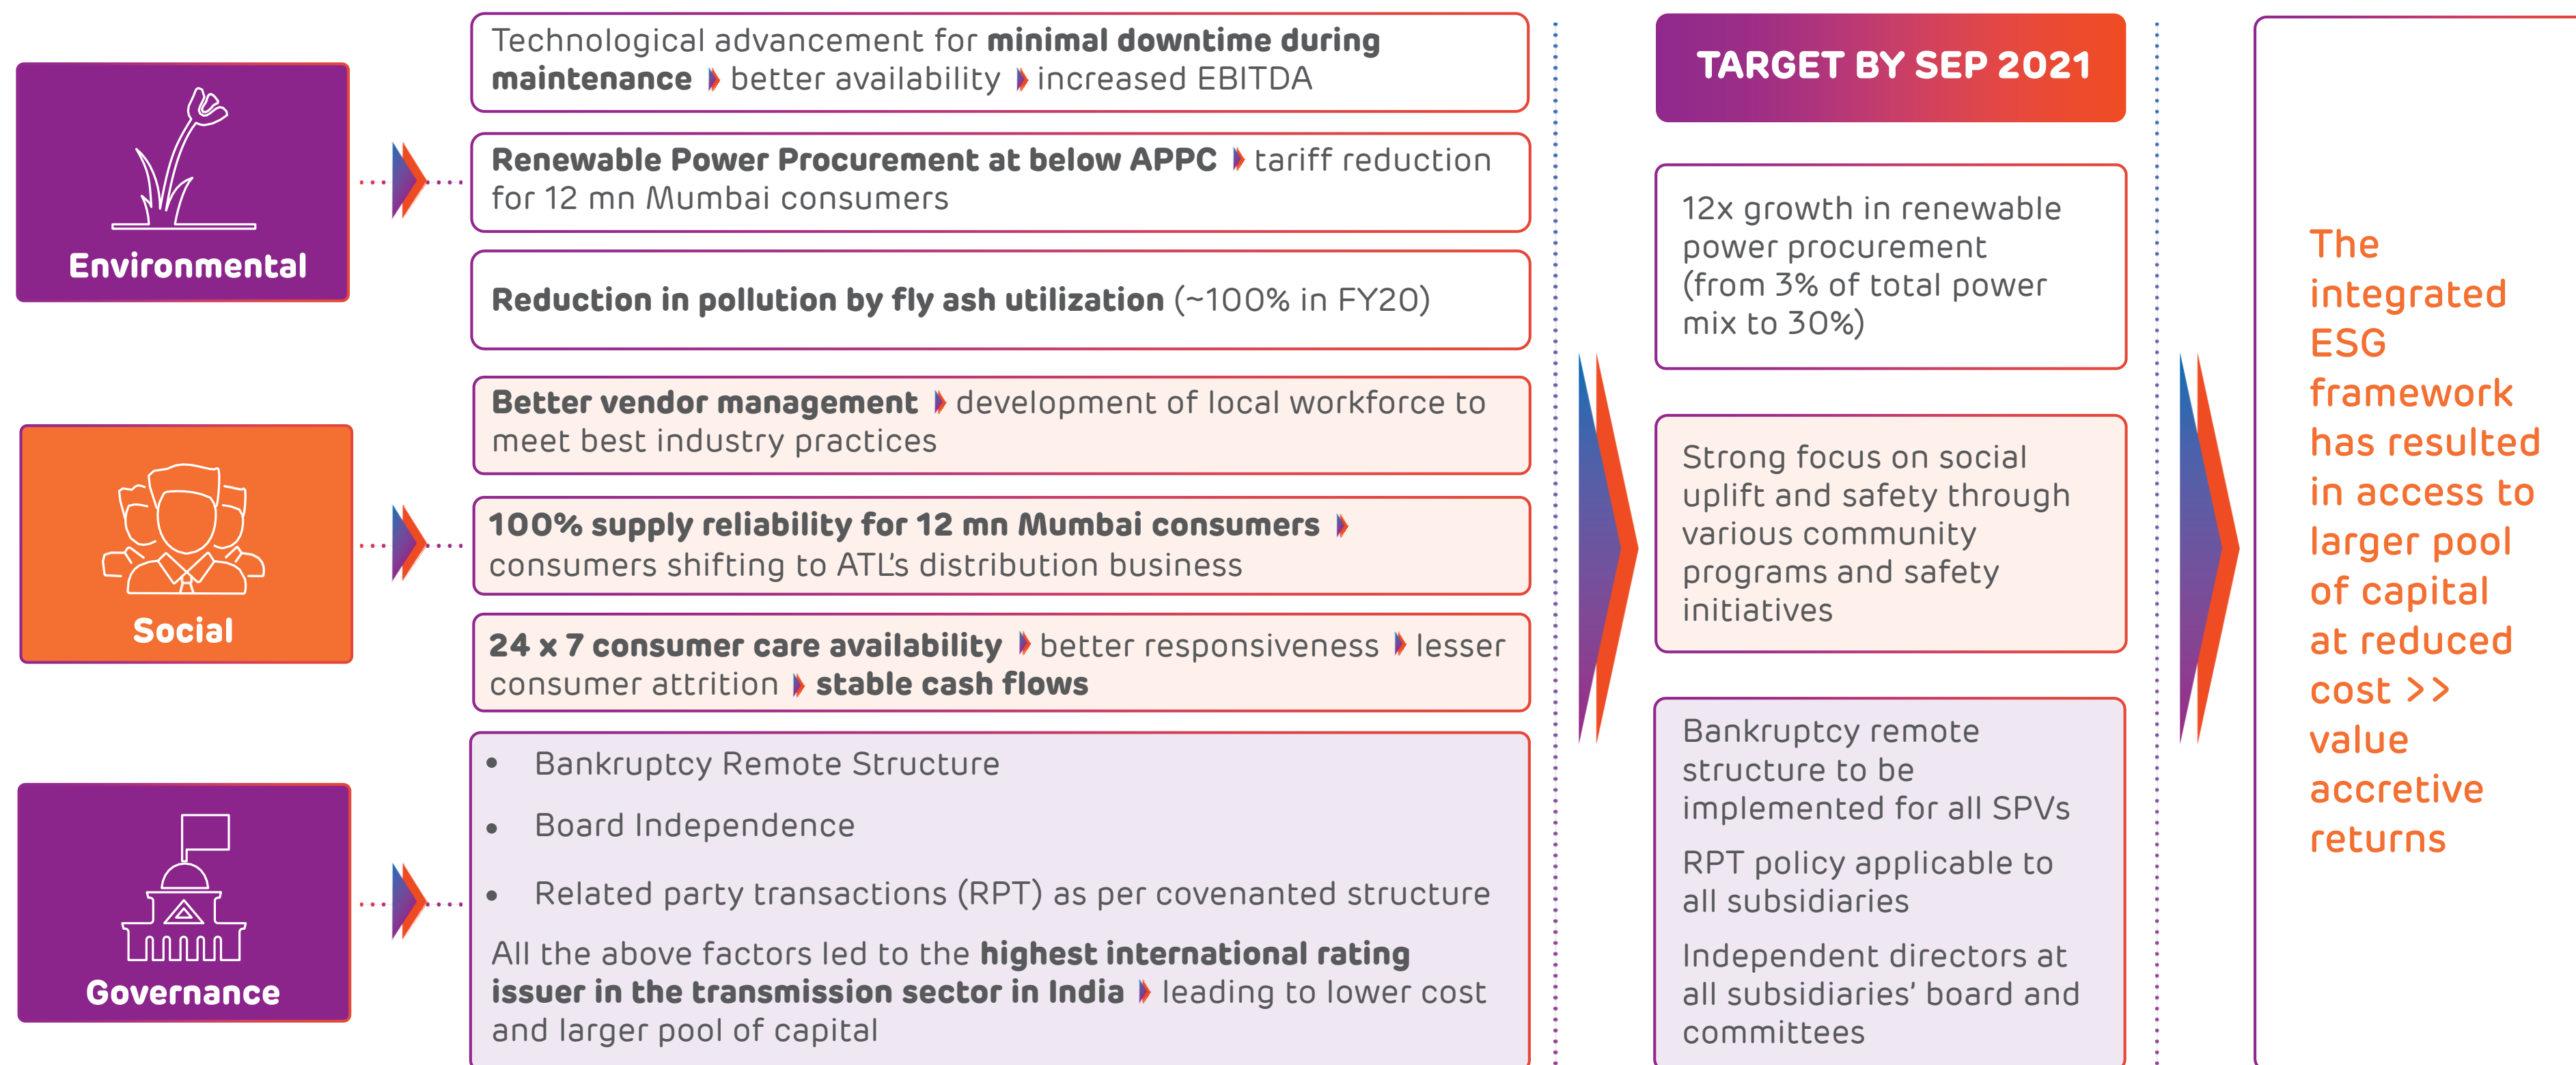 Environmental
Technological advancement for minimal downtime during
maintenance better availability increased EBITDA
Renewable Power Procurement at below APPC tariff reduction
for 12 mn Mumbai consumers
Reduction in pollution by fly ash utilization (~100% in FY20)
Social
Better vendor management development of local workforce to
meet best industry practices
100% supply reliability for 12 mn Mumbai consumers
consumers shifting to ATL's distribution business
24 x 7 consumer care availability better responsiveness lesser
consumer attrition stable cash flows
Governance
• Bankruptcy Remote Structure
• Board Independence
• Related party transactions (RPT) as per covenanted structure
All the above factors led to the highest international rating
issuer in the transmission sector in India leading to lower cost
and larger pool of capital
TARGET BY SEP 2021
12x growth in renewable
power procurement
(from 3% of total power
mix to 30%)
Strong focus on social
uplift and safety through
various community
programs and safety
initiatives
Bankruptcy remote
structure to be
implemented for all SPVs
RPT policy applicable to
all subsidiaries
Independent directors at
all subsidiaries' board and
committees
The
integrated
ESG
framework
has resulted
in access to
larger pool
of capital
at reduced
cost >>
value
accretive
returns